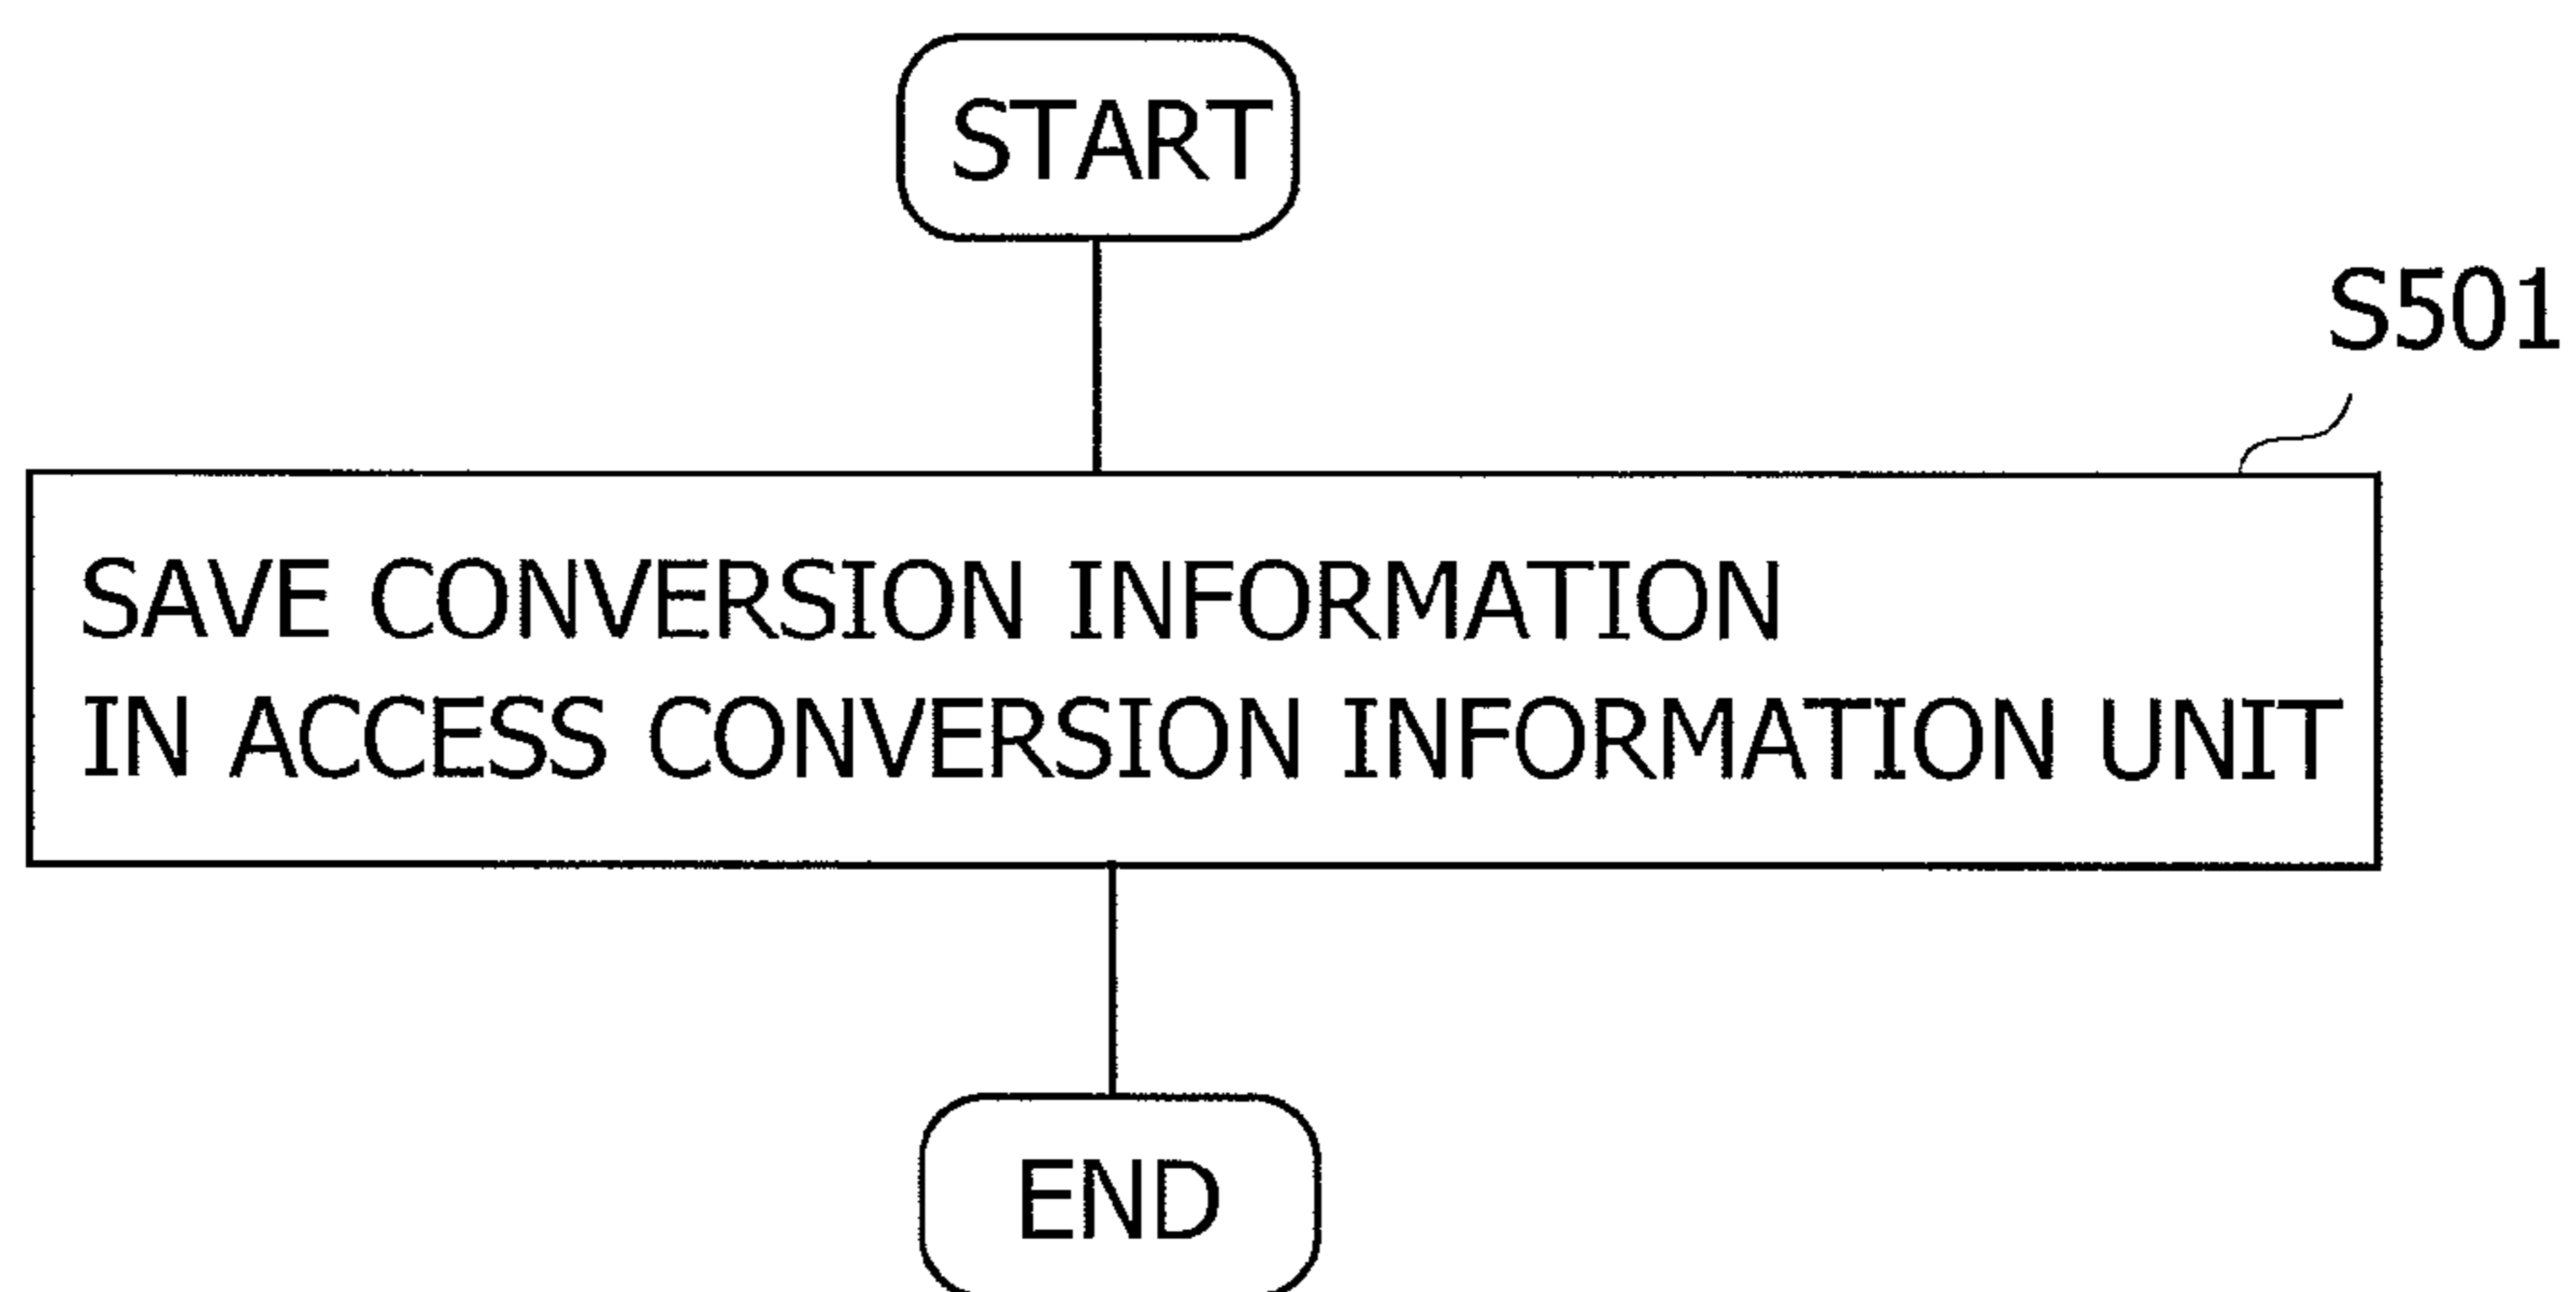 START
S501
SAVE CONVERSION INFORMATION
IN ACCESS CONVERSION INFORMATION UNIT
END